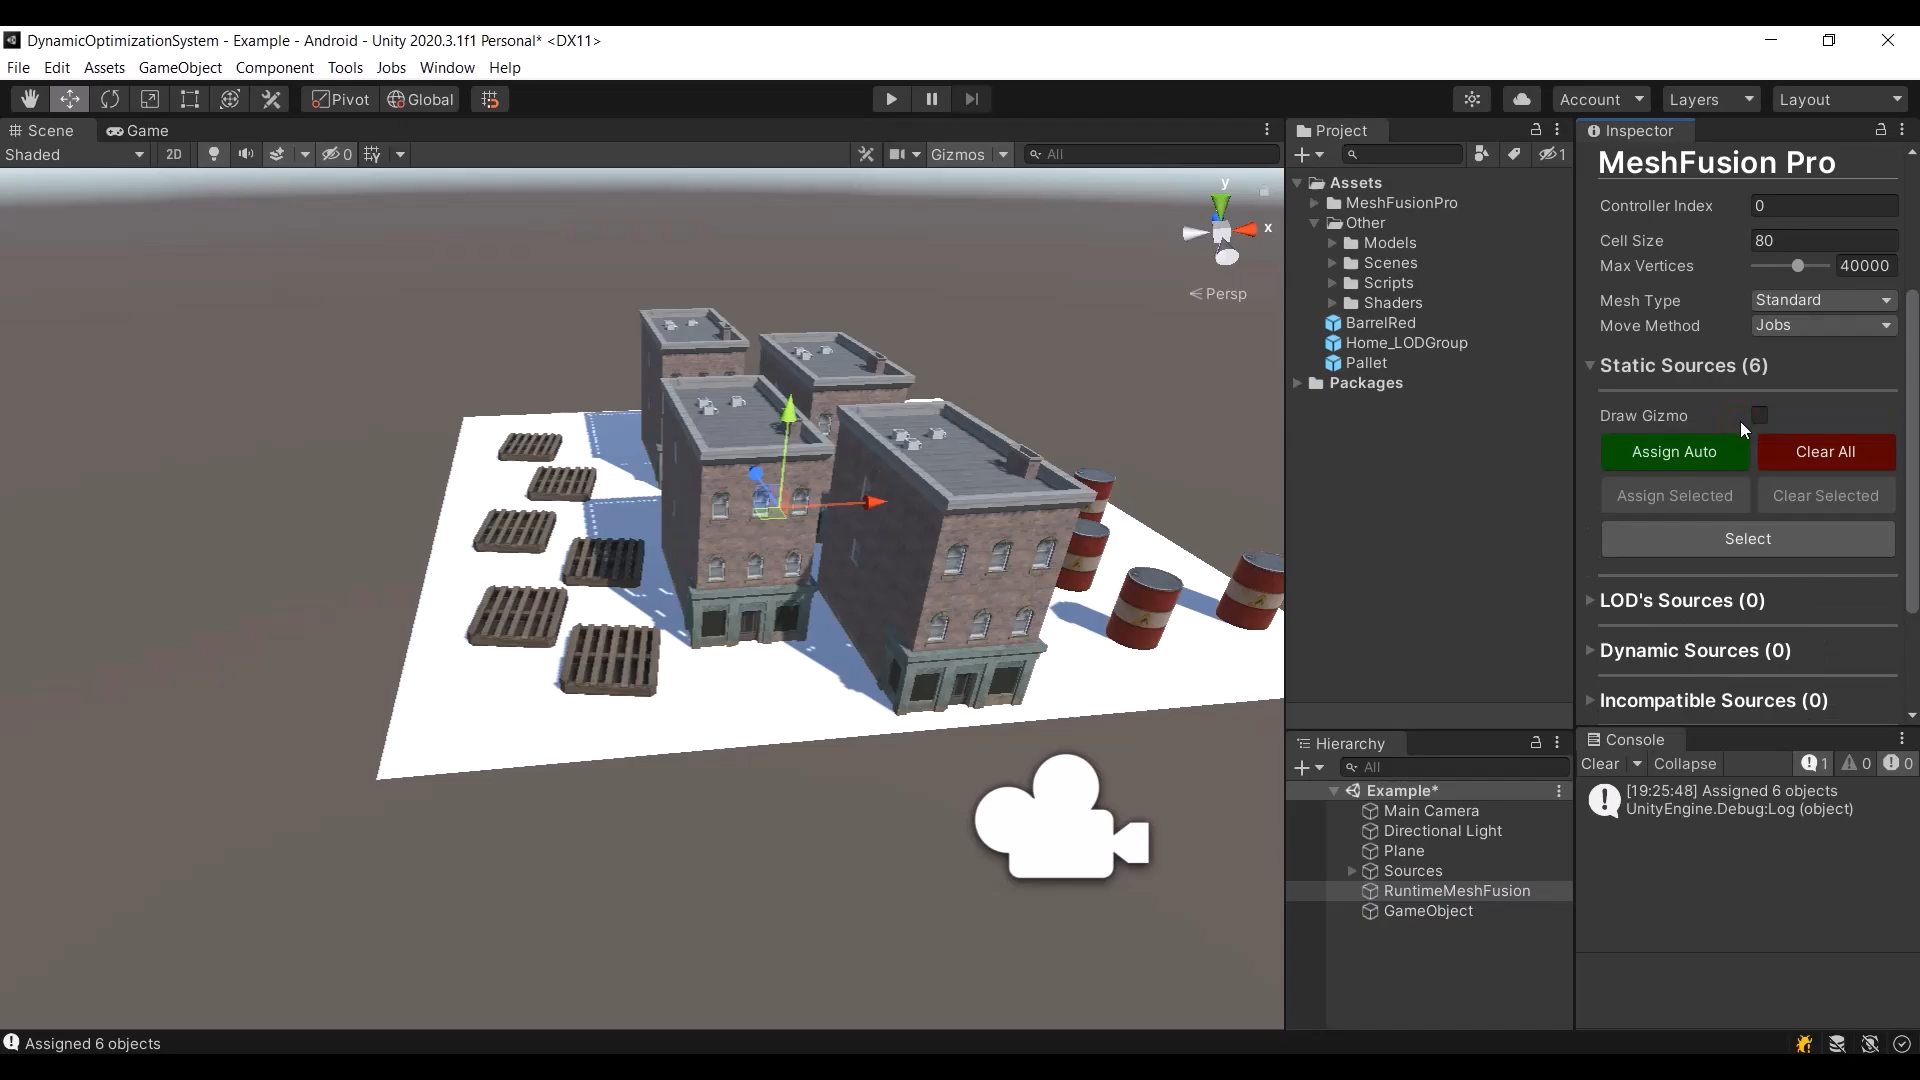 DynamicOptimizationSystem - Example - Android - Unity 2020.3.1f1 Personal* <DX11>
File Edit Assets GameObject Component Tools Jobs Window Help
Pivot Global Account Layers Layout
Scene Game
Shaded 2D 0 Gizmos All
y
x
Persp
Project
1
Assets
MeshFusionPro
Other
Models
Scenes
Scripts
Shaders
BarrelRed
Home_LODGroup
Pallet
Packages
Hierarchy
All
Example*
Main Camera
Directional Light
Plane
Sources
RuntimeMeshFusion
GameObject
Inspector
MeshFusion Pro
Controller Index 0
Cell Size 80
Max Vertices 40000
Mesh Type Standard
Move Method Jobs
Static Sources (6)
Draw Gizmo
Assign Auto Clear All
Assign Selected Clear Selected
Select
LOD's Sources (0)
Dynamic Sources (0)
Incompatible Sources (0)
Console
Clear Collapse 1 0 0
[19:25:48] Assigned 6 objects
UnityEngine.Debug:Log (object)
Assigned 6 objects